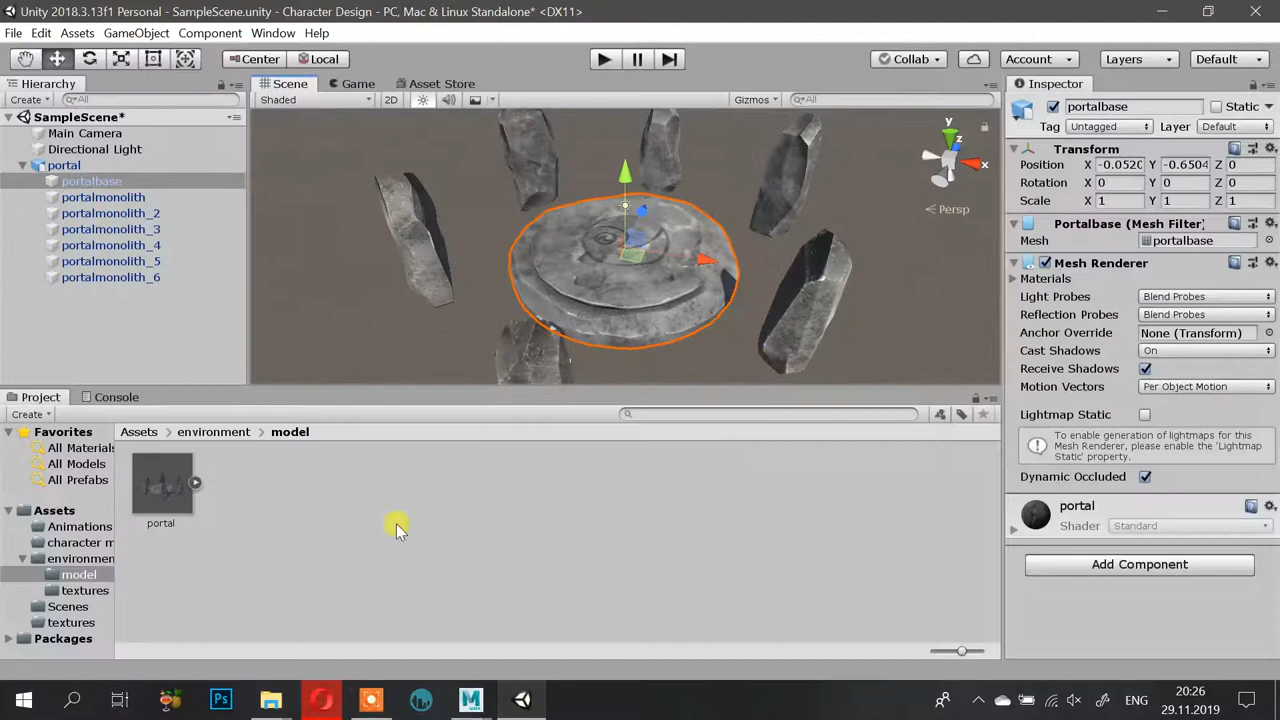 Unity 2018.3.13f1 Personal - SampleScene.unity - Character Design - PC, Mac & Linux Standalone* <DX11>
File Edit Assets GameObject Component Window Help
Center Local Collab Account Layers Default
Hierarchy
Create All
SampleScene*
Main Camera
Directional Light
portal
portalbase
portalmonolith
portalmonolith_2
portalmonolith_3
portalmonolith_4
portalmonolith_5
portalmonolith_6
Scene Game Asset Store
Shaded 2D Gizmos All
y
z
x
Persp
Inspector
portalbase Static
Tag Untagged Layer Default
Transform
Position X -0.0520 Y -0.6504 Z 0
Rotation X 0 Y 0 Z 0
Scale X 1 Y 1 Z 1
Portalbase (Mesh Filter)
Mesh portalbase
Mesh Renderer
Materials
Light Probes Blend Probes
Reflection Probes Blend Probes
Anchor Override None (Transform)
Cast Shadows On
Receive Shadows
Motion Vectors Per Object Motion
Lightmap Static
To enable generation of lightmaps for this
Mesh Renderer, please enable the 'Lightmap
Static' property.
Dynamic Occluded
portal
Shader Standard
Add Component
Project Console
Create
Favorites
All Materials
All Models
All Prefabs
Assets
Animations
character m
environmen
model
textures
Scenes
textures
Packages
Assets environment model
portal
Ps
ENG
20:26
29.11.2019